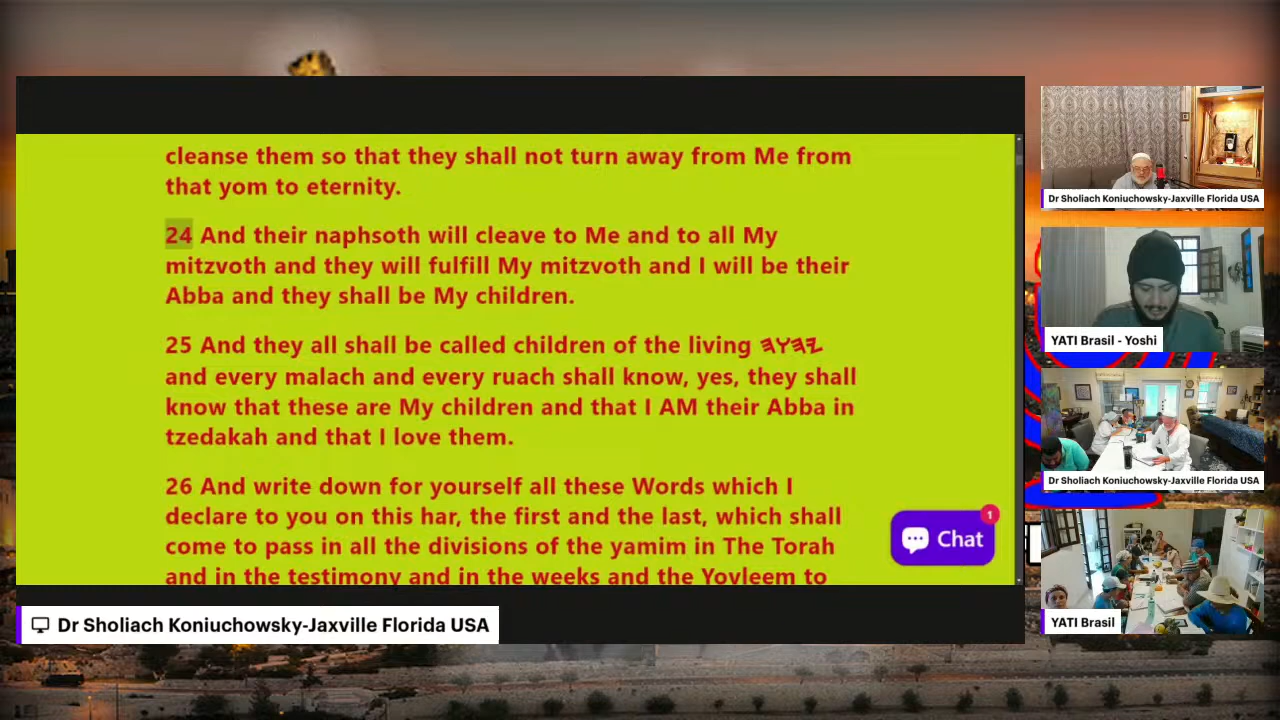 cleanse them so that they shall not turn away from Me from
that yom to eternity.
24 And their naphsoth will cleave to Me and to all My
mitzvoth and they will fulfill My mitzvoth and I will be their
Abba and they shall be My children.
25 And they all shall be called children of the living 𐤉𐤄𐤅𐤄
and every malach and every ruach shall know, yes, they shall
know that these are My children and that I AM their Abba in
tzedakah and that I love them.
26 And write down for yourself all these Words which I
declare to you on this har, the first and the last, which shall
come to pass in all the divisions of the yamim in The Torah
and in the testimony and in the weeks and the Yovleem to
Chat
1
Dr Sholiach Koniuchowsky-Jaxville Florida USA
Dr Sholiach Koniuchowsky-Jaxville Florida USA
YATI Brasil - Yoshi
Dr Sholiach Koniuchowsky-Jaxville Florida USA
YATI Brasil